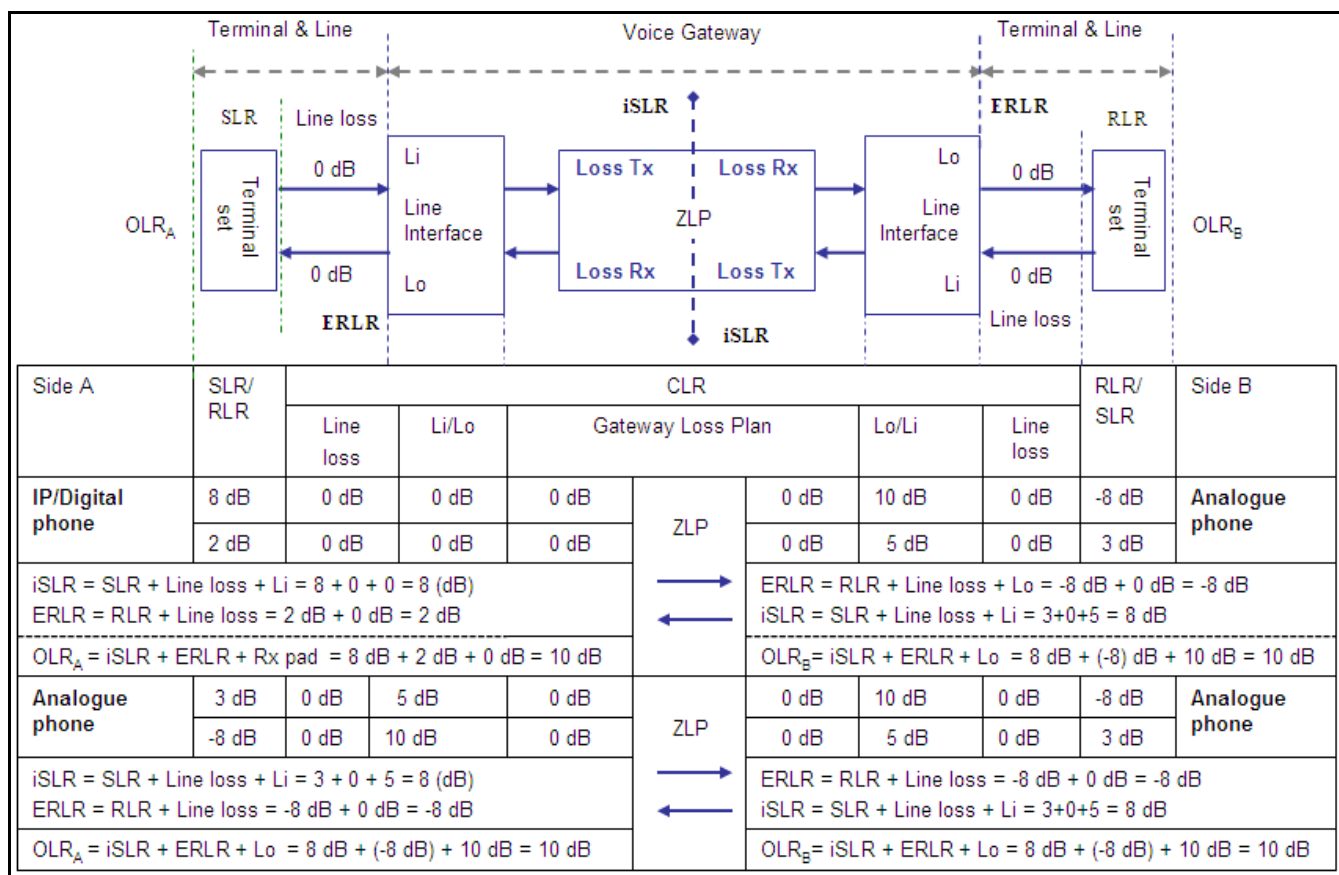 Terminal & Line Voice Gateway Terminal & Line
iSLR ERLR
SLR Line loss RLR
0 dB Li Loss Tx Loss Rx Lo 0 dB
Terminal set Line Interface ZLP Line Interface Terminal set
OLRA OLRB
0 dB Lo Loss Rx Loss Tx Li 0 dB
ERLR Line loss
iSLR
Side A SLR/ RLR CLR RLR/ SLR Side B
Line loss Li/Lo Gateway Loss Plan Lo/Li Line loss
IP/Digital phone 8 dB 0 dB 0 dB 0 dB ZLP 0 dB 10 dB 0 dB -8 dB Analogue phone
2 dB 0 dB 0 dB 0 dB 0 dB 5 dB 0 dB 3 dB
iSLR = SLR + Line loss + Li = 8 + 0 + 0 = 8 (dB) ERLR = RLR + Line loss + Lo = -8 dB + 0 dB = -8 dB
ERLR = RLR + Line loss = 2 dB + 0 dB = 2 dB iSLR = SLR + Line loss + Li = 3+0+5 = 8 dB
OLRA = iSLR + ERLR + Rx pad = 8 dB + 2 dB + 0 dB = 10 dB OLRB= iSLR + ERLR + Lo = 8 dB + (-8) dB + 10 dB = 10 dB
Analogue phone 3 dB 0 dB 5 dB 0 dB ZLP 0 dB 10 dB 0 dB -8 dB Analogue phone
-8 dB 0 dB 10 dB 0 dB 0 dB 5 dB 0 dB 3 dB
iSLR = SLR + Line loss + Li = 3 + 0 + 5 = 8 (dB) ERLR = RLR + Line loss = -8 dB + 0 dB = -8 dB
ERLR = RLR + Line loss = -8 dB + 0 dB = -8 dB iSLR = SLR + Line loss + Li = 3+0+5 = 8 dB
OLRA = iSLR + ERLR + Lo = 8 dB + (-8 dB) + 10 dB = 10 dB OLRB= iSLR + ERLR + Lo = 8 dB + (-8 dB) + 10 dB = 10 dB